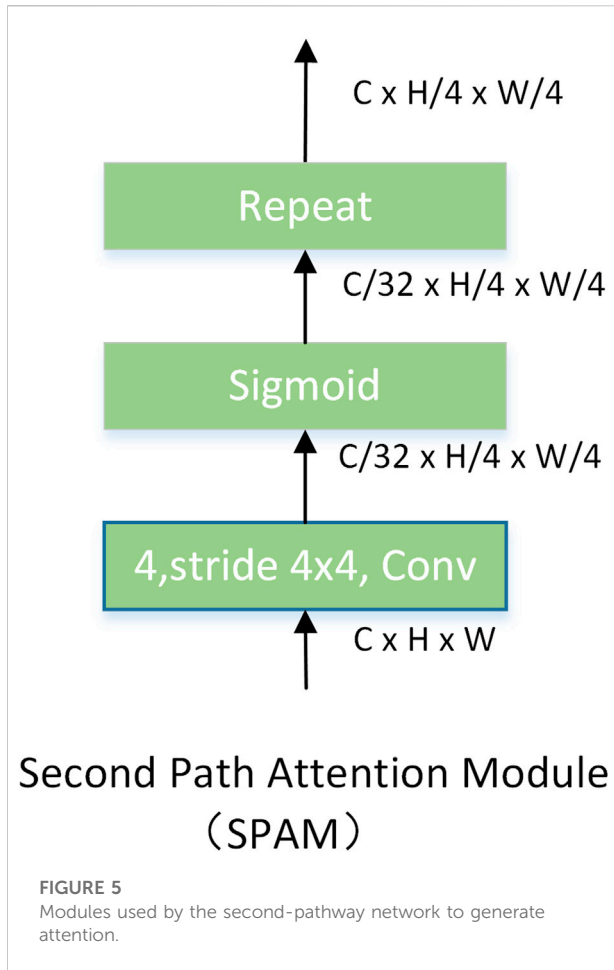 C x H/4 x W/4
Repeat
C/32 x H/4 x W/4
Sigmoid
C/32 x H/4 x W/4
4,stride 4x4, Conv
C x H x W
Second Path Attention Module
（SPAM）
FIGURE 5
Modules used by the second-pathway network to generate
attention.